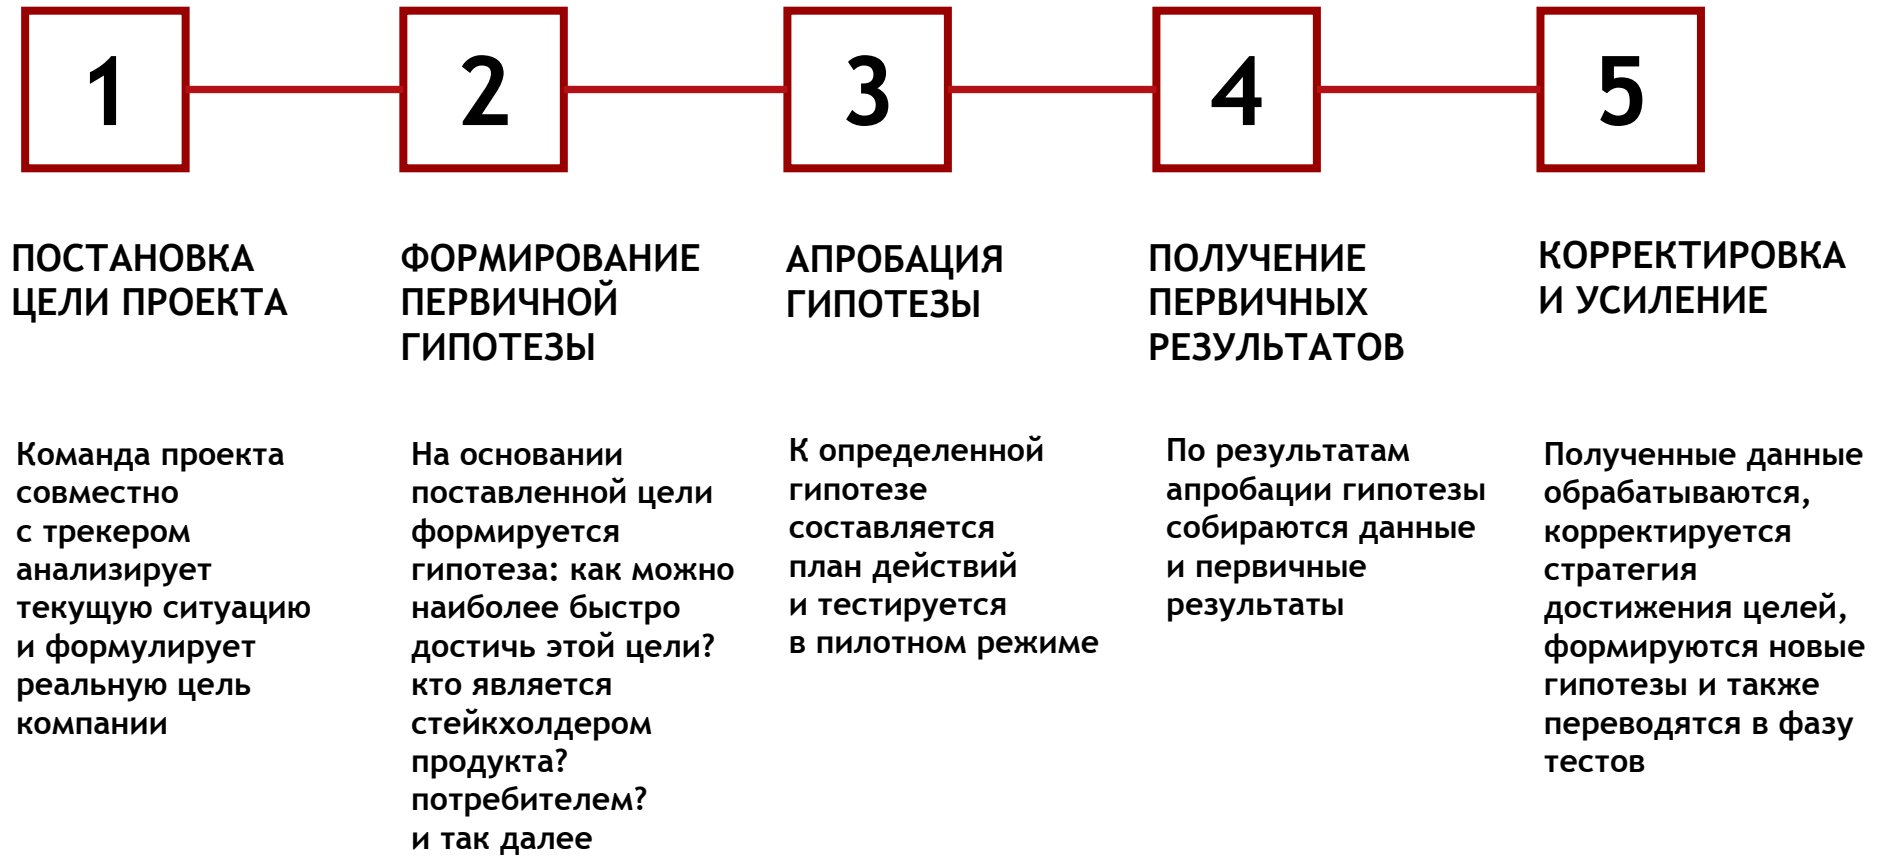 1
2
3
4
5
ПОСТАНОВКА
ЦЕЛИ ПРОЕКТА
ФОРМИРОВАНИЕ
ПЕРВИЧНОЙ
ГИПОТЕЗЫ
АПРОБАЦИЯ
ГИПОТЕЗЫ
ПОЛУЧЕНИЕ
ПЕРВИЧНЫХ
РЕЗУЛЬТАТОВ
КОРРЕКТИРОВКА
И УСИЛЕНИЕ
Команда проекта
совместно
с трекером
анализирует
текущую ситуацию
и формулирует
реальную цель
компании
На основании
поставленной цели
формируется
гипотеза: как можно
наиболее быстро
достичь этой цели?
кто является
стейкхолдером
продукта?
потребителем?
и так далее
К определенной
гипотезе
составляется
план действий
и тестируется
в пилотном режиме
По результатам
апробации гипотезы
собираются данные
и первичные
результаты
Полученные данные
обрабатываются,
корректируется
стратегия
достижения целей,
формируются новые
гипотезы и также
переводятся в фазу
тестов